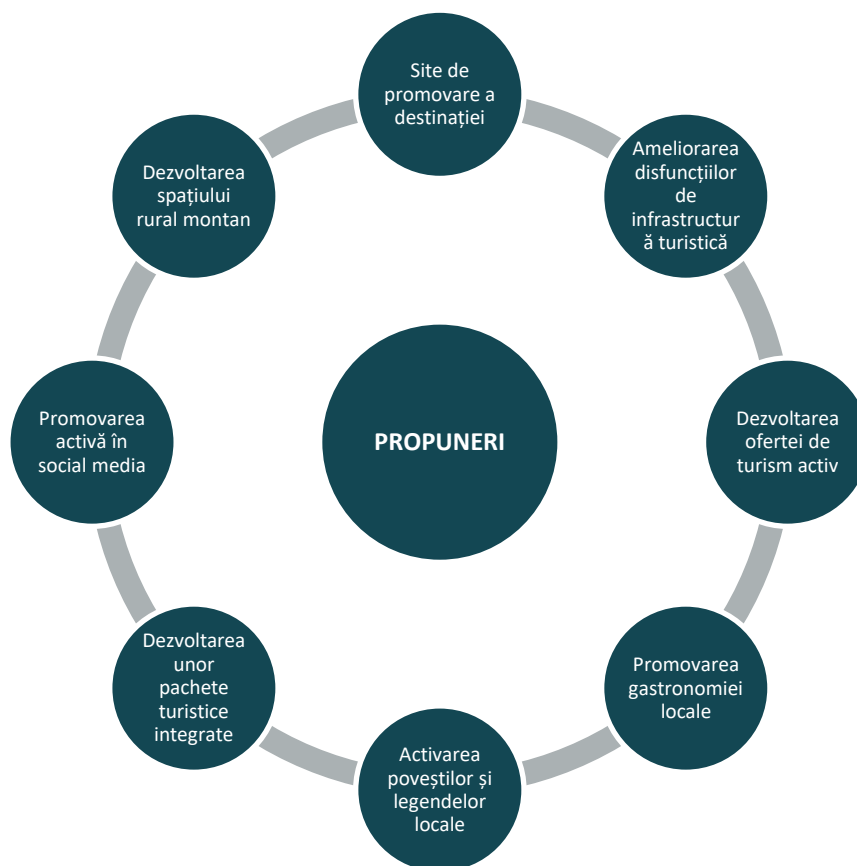 Site de
promovare a
destinației
Ameliorarea
disfuncțiilor
de
infrastructur
ă turistică
Dezvoltarea
ofertei de
turism activ
Promovarea
gastronomiei
locale
Activarea
poveștilor și
legendelor
locale
Dezvoltarea
unor
pachete
turistice
integrate
Promovarea
activă în
social media
Dezvoltarea
spațiului
rural montan
PROPUNERI